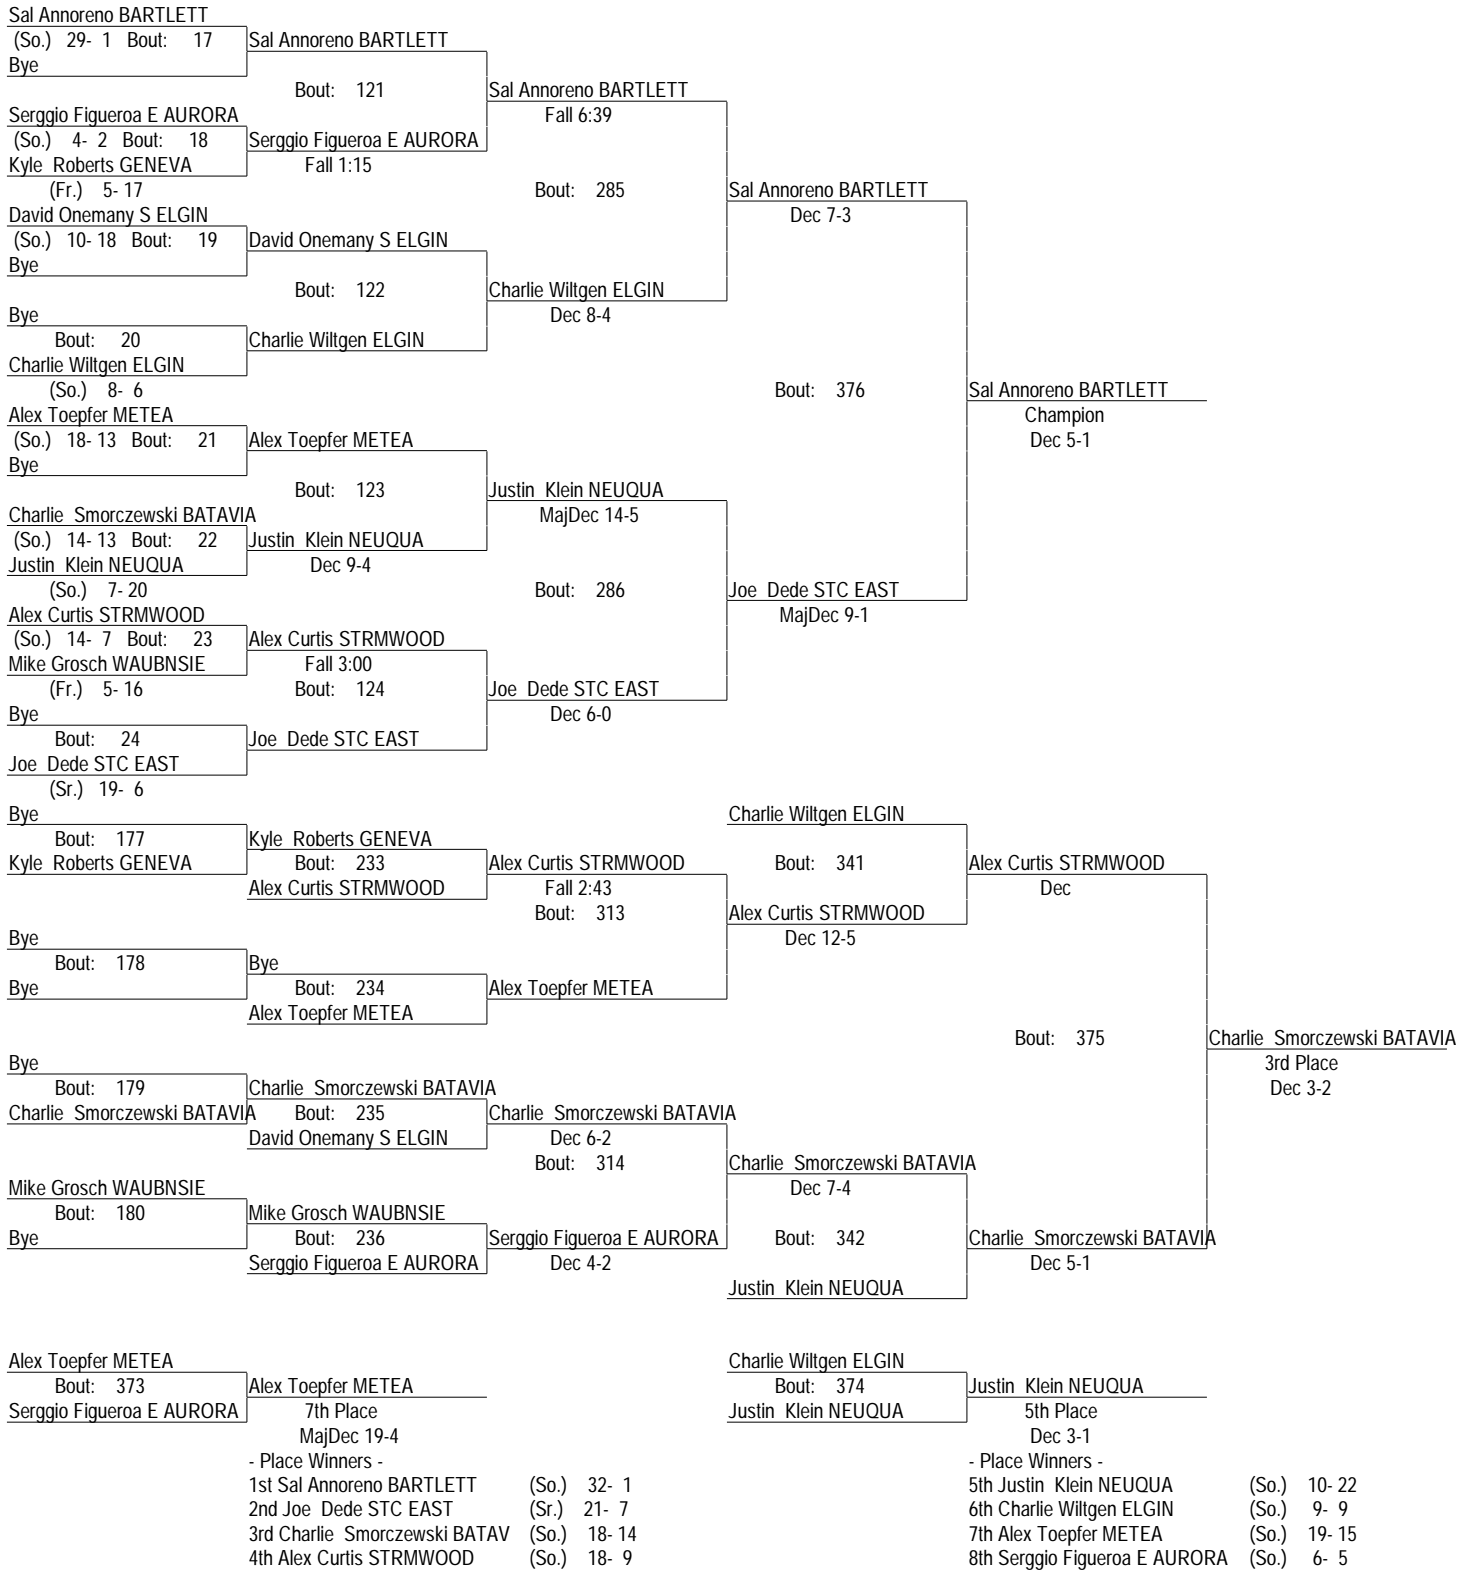 Sal Annoreno BARTLETT
(So.) 29- 1 Bout: 17 Sal Annoreno BARTLETT
Bye
Bout: 121 Sal Annoreno BARTLETT
Serggio Figueroa E AURORA Fall 6:39
(So.) 4- 2 Bout: 18 Serggio Figueroa E AURORA
Kyle Roberts GENEVA Fall 1:15
(Fr.) 5- 17 Bout: 285 Sal Annoreno BARTLETT
David Onemany S ELGIN Dec 7-3
(So.) 10- 18 Bout: 19 David Onemany S ELGIN
Bye
Bout: 122 Charlie Wiltgen ELGIN
Bye Dec 8-4
Bout: 20 Charlie Wiltgen ELGIN
Charlie Wiltgen ELGIN
(So.) 8- 6 Bout: 376 Sal Annoreno BARTLETT
Alex Toepfer METEA Champion
(So.) 18- 13 Bout: 21 Alex Toepfer METEA Dec 5-1
Bye
Bout: 123 Justin Klein NEUQUA
Charlie Smorczewski BATAVIA MajDec 14-5
(So.) 14- 13 Bout: 22 Justin Klein NEUQUA
Justin Klein NEUQUA Dec 9-4
(So.) 7- 20 Bout: 286 Joe Dede STC EAST
Alex Curtis STRMWOOD MajDec 9-1
(So.) 14- 7 Bout: 23 Alex Curtis STRMWOOD
Mike Grosch WAUBNSIE Fall 3:00
(Fr.) 5- 16 Bout: 124 Joe Dede STC EAST
Bye Dec 6-0
Bout: 24 Joe Dede STC EAST
Joe Dede STC EAST
(Sr.) 19- 6
Bye Charlie Wiltgen ELGIN
Bout: 177 Kyle Roberts GENEVA
Kyle Roberts GENEVA Bout: 233 Alex Curtis STRMWOOD Bout: 341 Alex Curtis STRMWOOD
Alex Curtis STRMWOOD Fall 2:43 Dec
Bout: 313 Alex Curtis STRMWOOD
Bye Dec 12-5
Bout: 178 Bye
Bye Bout: 234 Alex Toepfer METEA
Alex Toepfer METEA
Bout: 375 Charlie Smorczewski BATAVIA
Bye 3rd Place
Bout: 179 Charlie Smorczewski BATAVIA Dec 3-2
Charlie Smorczewski BATAVIA Bout: 235 Charlie Smorczewski BATAVIA
David Onemany S ELGIN Dec 6-2
Bout: 314 Charlie Smorczewski BATAVIA
Mike Grosch WAUBNSIE Dec 7-4
Bout: 180 Mike Grosch WAUBNSIE
Bye Bout: 236 Serggio Figueroa E AURORA Bout: 342 Charlie Smorczewski BATAVIA
Serggio Figueroa E AURORA Dec 4-2 Dec 5-1
Justin Klein NEUQUA
Alex Toepfer METEA Charlie Wiltgen ELGIN
Bout: 373 Alex Toepfer METEA Bout: 374 Justin Klein NEUQUA
Serggio Figueroa E AURORA 7th Place Justin Klein NEUQUA 5th Place
MajDec 19-4 Dec 3-1
- Place Winners - - Place Winners -
1st Sal Annoreno BARTLETT (So.) 32- 1 5th Justin Klein NEUQUA (So.) 10- 22
2nd Joe Dede STC EAST (Sr.) 21- 7 6th Charlie Wiltgen ELGIN (So.) 9- 9
3rd Charlie Smorczewski BATAV (So.) 18- 14 7th Alex Toepfer METEA (So.) 19- 15
4th Alex Curtis STRMWOOD (So.) 18- 9 8th Serggio Figueroa E AURORA (So.) 6- 5